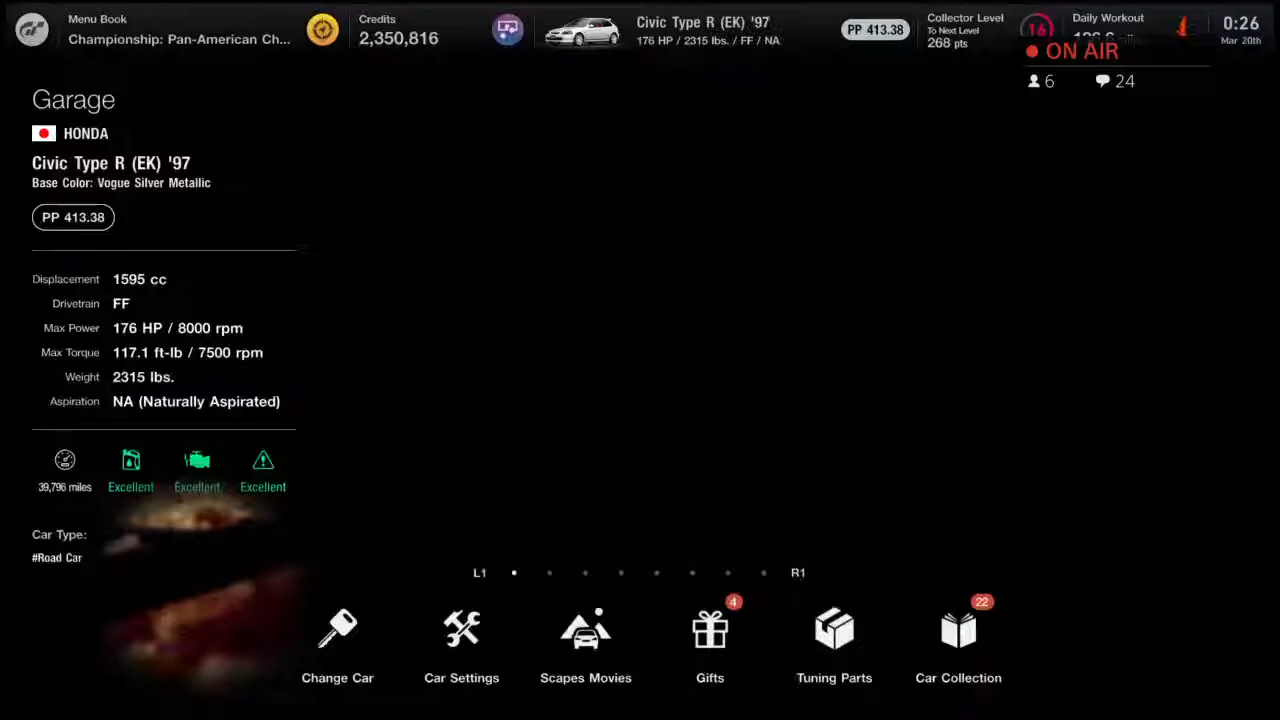 Menu Book
Championship: Pan-American Ch...
Credits
2,350,816
Civic Type R (EK) '97
176 HP / 2315 lbs. / FF / NA
PP 413.38
Collector Level
To Next Level
268 pts
16
Daily Workout
0:26
Mar 20th
ON AIR
6
24
Garage
HONDA
Civic Type R (EK) '97
Base Color: Vogue Silver Metallic
PP 413.38
Displacement 1595 cc
Drivetrain FF
Max Power 176 HP / 8000 rpm
Max Torque 117.1 ft-lb / 7500 rpm
Weight 2315 lbs.
Aspiration NA (Naturally Aspirated)
39,796 miles Excellent Excellent Excellent
Car Type:
#Road Car
L1 R1
4
22
Change Car Car Settings Scapes Movies Gifts Tuning Parts Car Collection